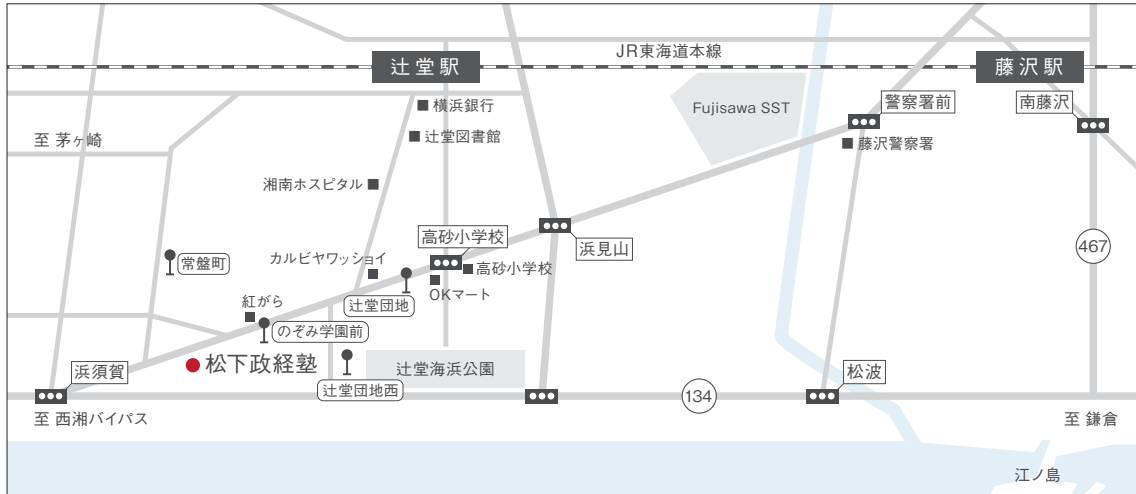 JR東海道本線
辻堂駅
藤沢駅
横浜銀行
Fujisawa SST
警察署前
南藤沢
辻堂図書館
至 茅ヶ崎
藤沢警察署
湘南ホスピタル
高砂小学校
浜見山
467
常盤町
カルビヤワッショイ
高砂小学校
OKマート
辻堂団地
紅がら
のぞみ学園前
松下政経塾
浜須賀
辻堂海浜公園
松波
辻堂団地西
134
至 西湘バイパス
至 鎌倉
江ノ島